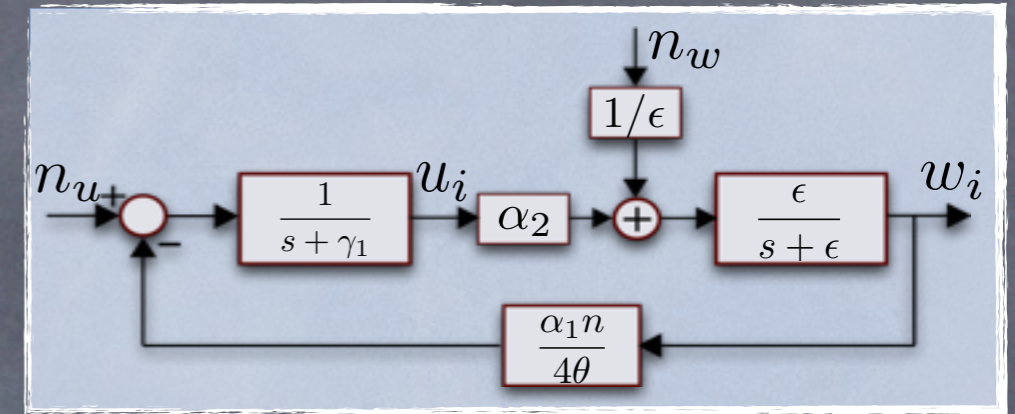 n_w
1/ϵ
n_u +
−
1
s + γ_1
u_i
α_2
+
ϵ
s + ϵ
w_i
α_1 n
4θ